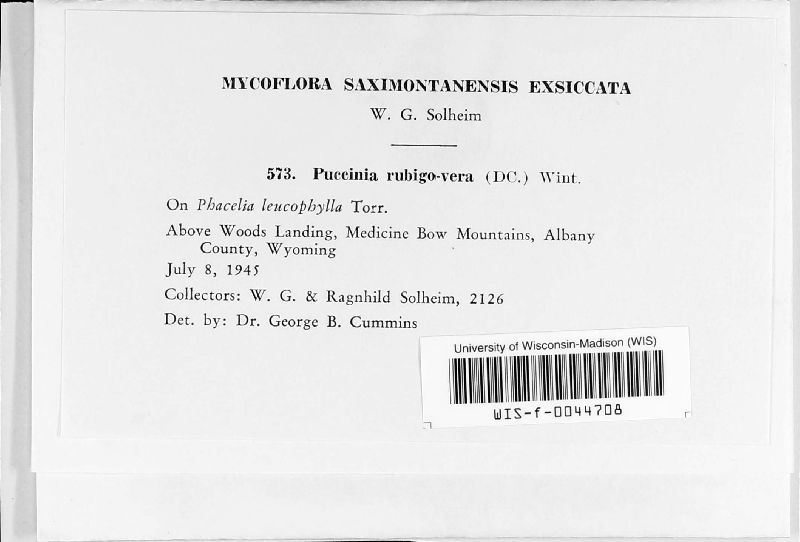 MYCOFLORA SAXIMONTANENSIS EXSICCATA
W. G. Solheim
573. Puccinia rubigo-vera (DC.) Wint.
On Phacelia leucophylla Torr.
Above Woods Landing, Medicine Bow Mountains, Albany
County, Wyoming
July 8, 1945
Collectors: W. G. & Ragnhild Solheim, 2126
Det. by: Dr. George B. Cummins
University of Wisconsin-Madison (WIS)
WIS-f-0044708